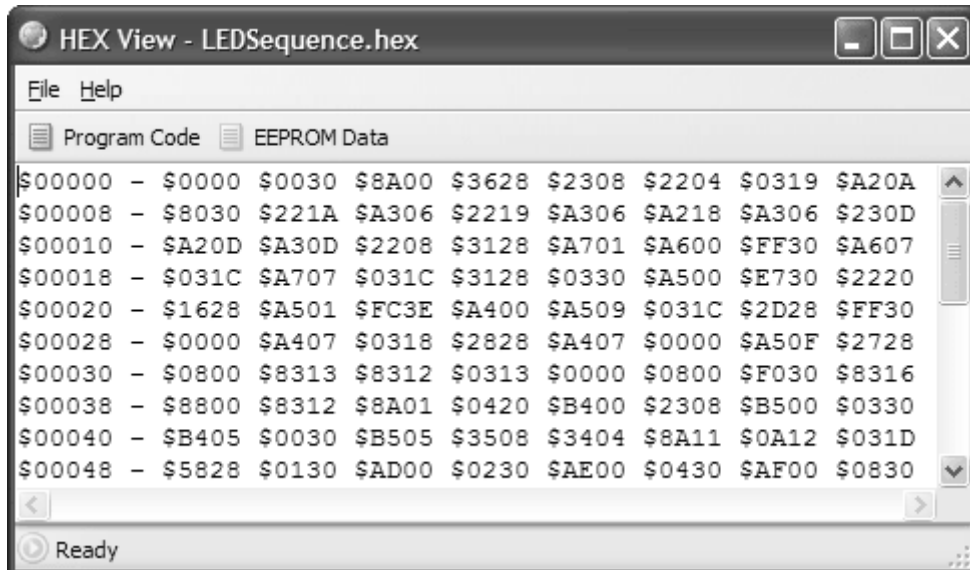 HEX View - LEDSequence.hex
File Help
Program Code EEPROM Data
$00000 - $0000 $0030 $8A00 $3628 $2308 $2204 $0319 $A20A
$00008 - $8030 $221A $A306 $2219 $A306 $A218 $A306 $230D
$00010 - $A20D $A30D $2208 $3128 $A701 $A600 $FF30 $A607
$00018 - $031C $A707 $031C $3128 $0330 $A500 $E730 $2220
$00020 - $1628 $A501 $FC3E $A400 $A509 $031C $2D28 $FF30
$00028 - $0000 $A407 $0318 $2828 $A407 $0000 $A50F $2728
$00030 - $0800 $8313 $8312 $0313 $0000 $0800 $F030 $8316
$00038 - $8800 $8312 $8A01 $0420 $B400 $2308 $B500 $0330
$00040 - $B405 $0030 $B505 $3508 $3404 $8A11 $0A12 $031D
$00048 - $5828 $0130 $AD00 $0230 $AE00 $0430 $AF00 $0830
Ready